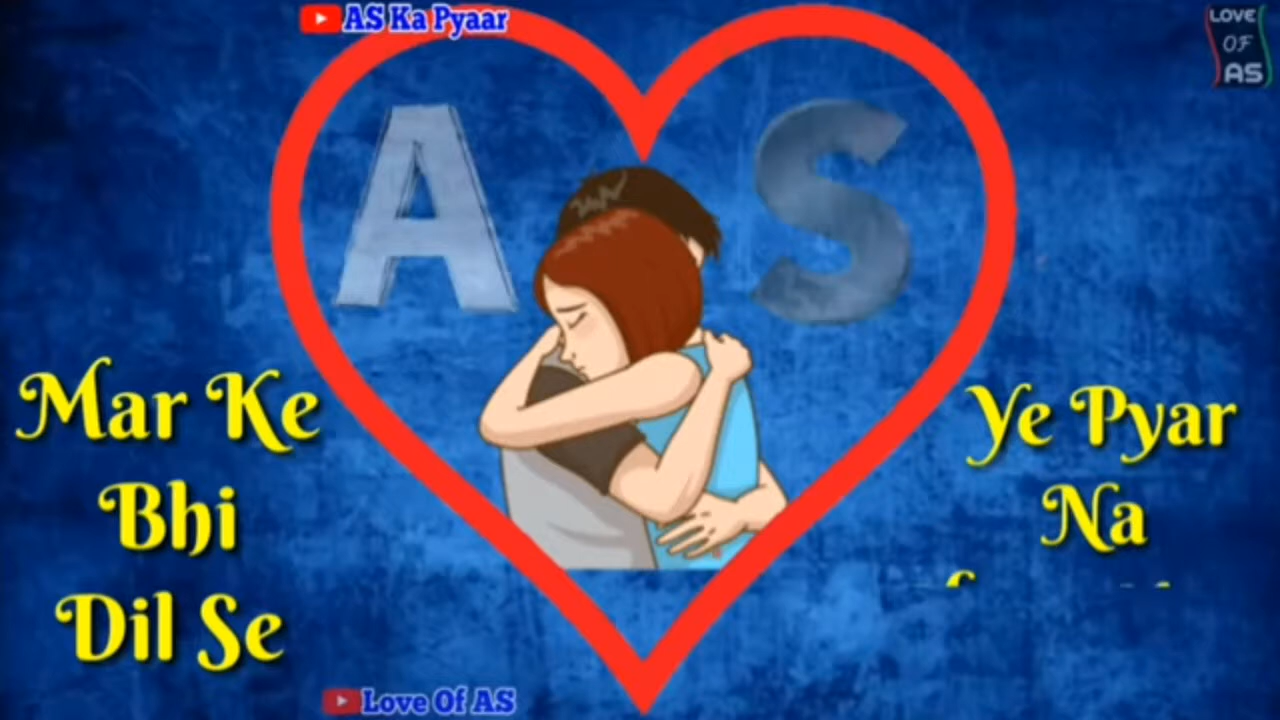 AS Ka Pyaar
LOVE
OF
AS
A S
Mar Ke
Bhi
Dil Se
Ye Pyar
Na
Love Of AS